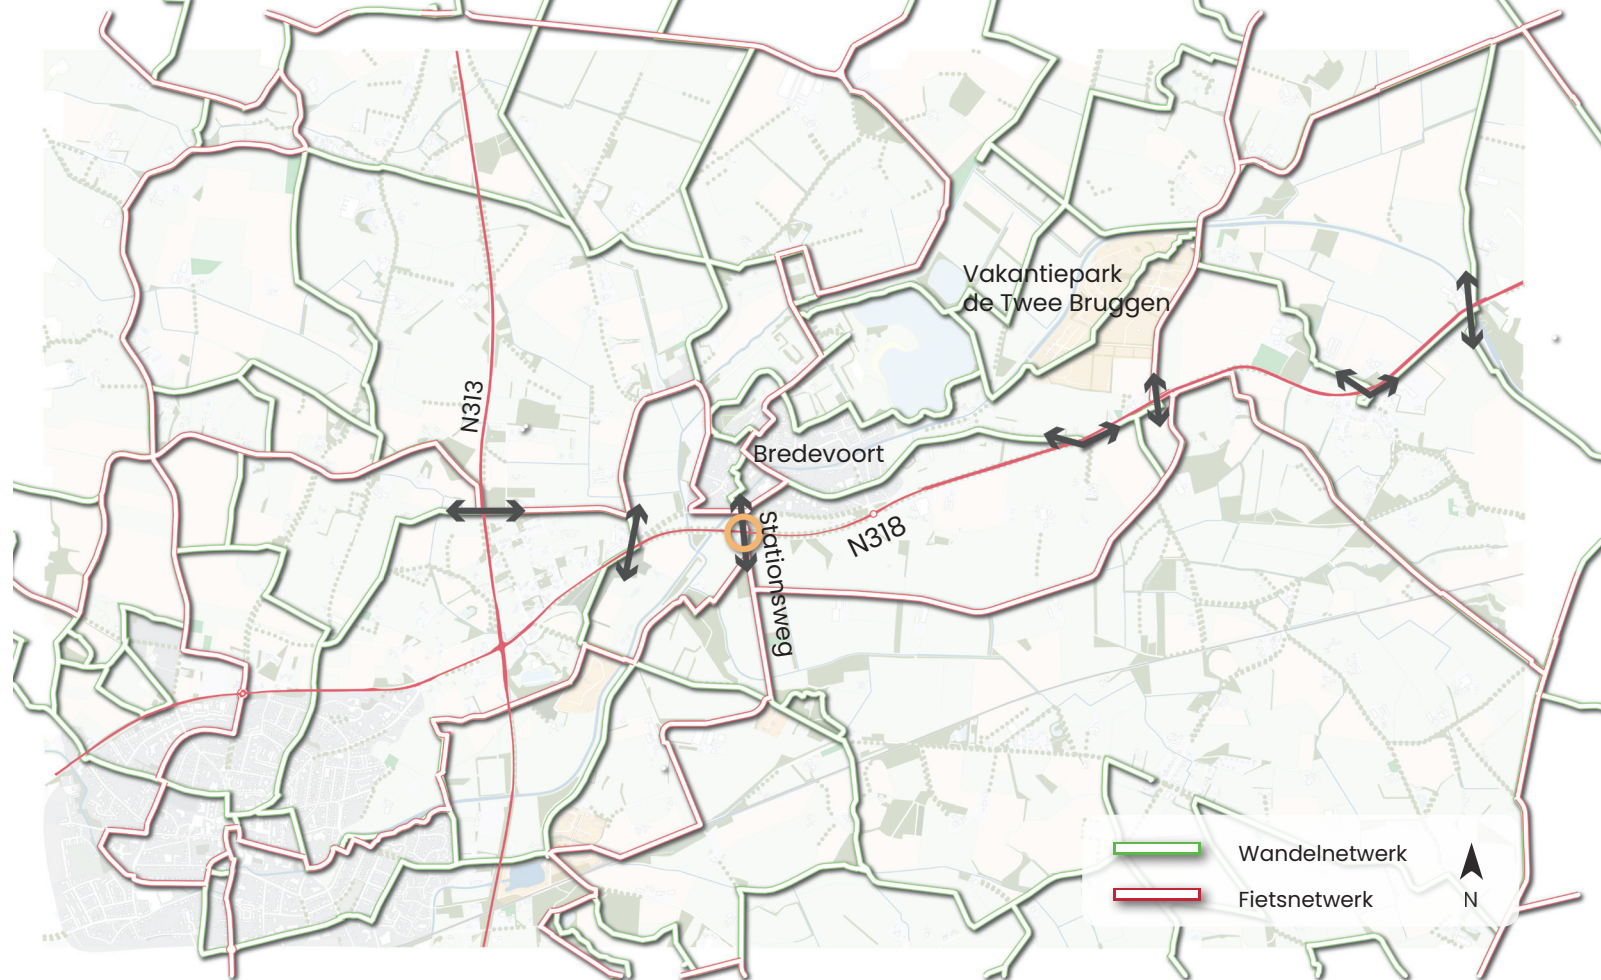 Vakantiepark
de Twee Bruggen
N313
Bredevoort
Stationsweg
N318
Wandelnetwerk
Fietsnetwerk
N